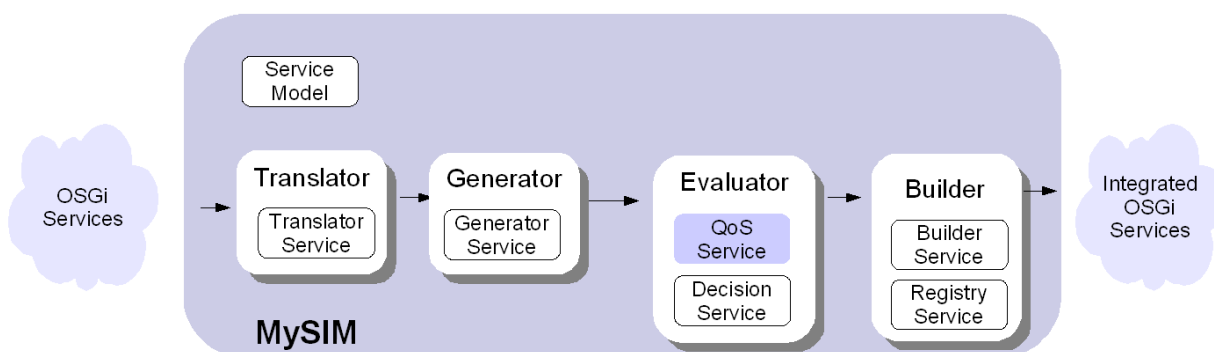 Service
Model
OSGi
Services
Translator
Translator
Service
Generator
Generator
Service
Evaluator
QoS
Service
Decision
Service
Builder
Builder
Service
Registry
Service
Integrated
OSGi
Services
MySIM